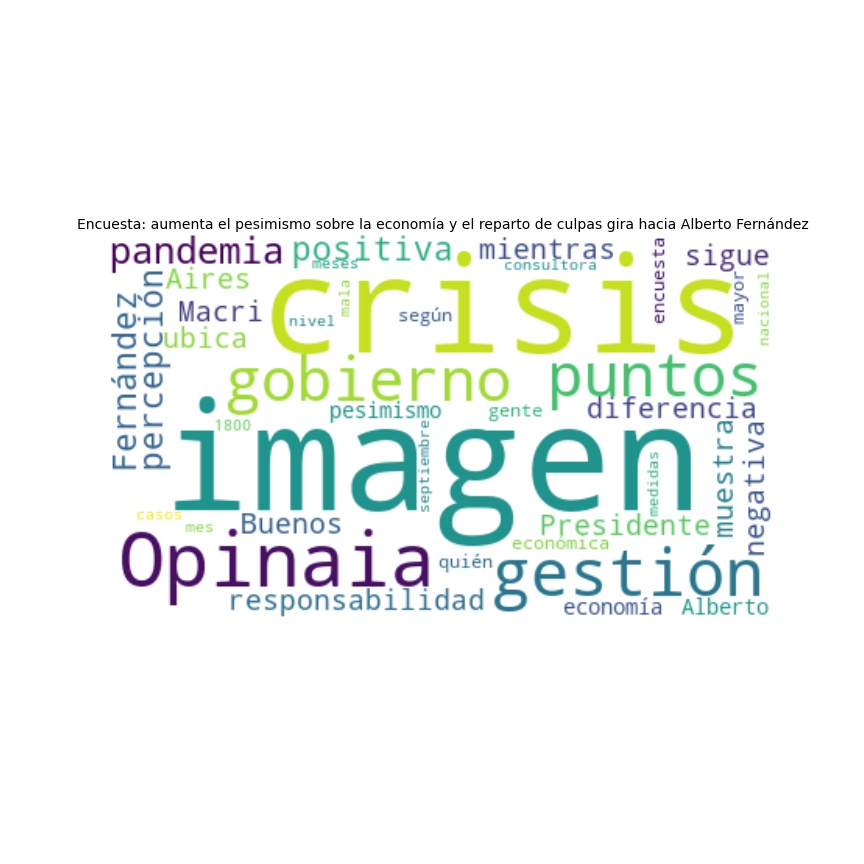 Encuesta: aumenta el pesimismo sobre la economía y el reparto de culpas gira hacia Alberto Fernández
pandemia
positiva
mientras
sigue
meses
consultora
encuesta
Aires
crisis
mayor
nacional
mala
Macri
nivel
según
ubica
Fernández
percepción
gobierno
puntos
pesimismo
gente
diferencia
1800
imagen
septiembre
medidas
muestra
negativa
casos
mes
Buenos
Presidente
económica
Opinaia
quién
gestión
responsabilidad
economía
Alberto